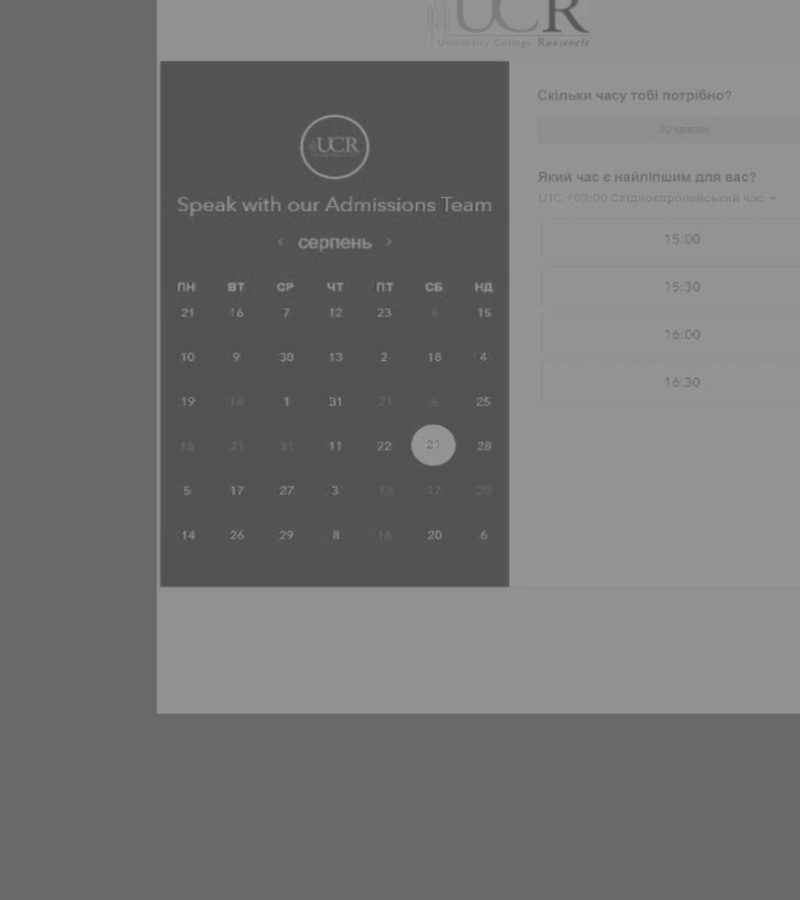 UCR
University College Roosevelt
UCR
Speak with our Admissions Team
‹ серпень ›
ПН ВТ СР ЧТ ПТ СБ НД
21 16 7 12 23 15
10 9 30 13 2 18 4
19 16 1 31 21 6 25
16 21 31 11 22 21 28
5 17 27 3 17 20
14 26 29 8 16 20 6
Скільки часу тобі потрібно?
30 хвилин
Який час є найліпшим для вас?
UTC +03:00 Східноєвропейський час
15:00
15:30
16:00
16:30